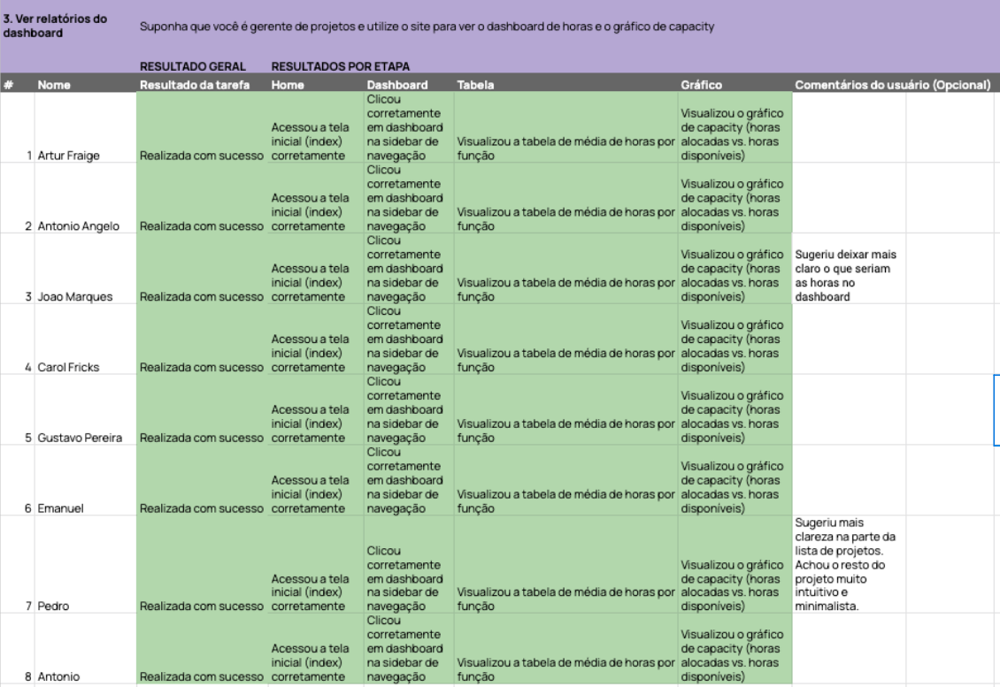 3. Ver relatórios do
dashboard
Suponha que você é gerente de projetos e utilize o site para ver o dashboard de horas e o gráfico de capacity
RESULTADO GERAL RESULTADOS POR ETAPA
# Nome Resultado da tarefa Home Dashboard Tabela Gráfico Comentários do usuário (Opcional)
1 Artur Fraige
Realizada com sucesso
Acessou a tela
inicial (index)
corretamente
Clicou
corretamente
em dashboard
na sidebar de
navegação
Visualizou a tabela de média de horas por
função
Visualizou o gráfico
de capacity (horas
alocadas vs. horas
disponíveis)
2 Antonio Angelo
Realizada com sucesso
Acessou a tela
inicial (index)
corretamente
Clicou
corretamente
em dashboard
na sidebar de
navegação
Visualizou a tabela de média de horas por
função
Visualizou o gráfico
de capacity (horas
alocadas vs. horas
disponíveis)
3 Joao Marques
Realizada com sucesso
Acessou a tela
inicial (index)
corretamente
Clicou
corretamente
em dashboard
na sidebar de
navegação
Visualizou a tabela de média de horas por
função
Visualizou o gráfico
de capacity (horas
alocadas vs. horas
disponíveis)
Sugeriu deixar mais
claro o que seriam
as horas no
dashboard
4 Carol Fricks
Realizada com sucesso
Acessou a tela
inicial (index)
corretamente
Clicou
corretamente
em dashboard
na sidebar de
navegação
Visualizou a tabela de média de horas por
função
Visualizou o gráfico
de capacity (horas
alocadas vs. horas
disponíveis)
5 Gustavo Pereira
Realizada com sucesso
Acessou a tela
inicial (index)
corretamente
Clicou
corretamente
em dashboard
na sidebar de
navegação
Visualizou a tabela de média de horas por
função
Visualizou o gráfico
de capacity (horas
alocadas vs. horas
disponíveis)
6 Emanuel
Realizada com sucesso
Acessou a tela
inicial (index)
corretamente
Clicou
corretamente
em dashboard
na sidebar de
navegação
Visualizou a tabela de média de horas por
função
Visualizou o gráfico
de capacity (horas
alocadas vs. horas
disponíveis)
7 Pedro
Realizada com sucesso
Acessou a tela
inicial (index)
corretamente
Clicou
corretamente
em dashboard
na sidebar de
navegação
Visualizou a tabela de média de horas por
função
Visualizou o gráfico
de capacity (horas
alocadas vs. horas
disponíveis)
Sugeriu mais
clareza na parte da
lista de projetos.
Achou o resto do
projeto muito
intuitivo e
minimalista.
8 Antonio
Realizada com sucesso
Acessou a tela
inicial (index)
corretamente
Clicou
corretamente
em dashboard
na sidebar de
navegação
Visualizou a tabela de média de horas por
função
Visualizou o gráfico
de capacity (horas
alocadas vs. horas
disponíveis)